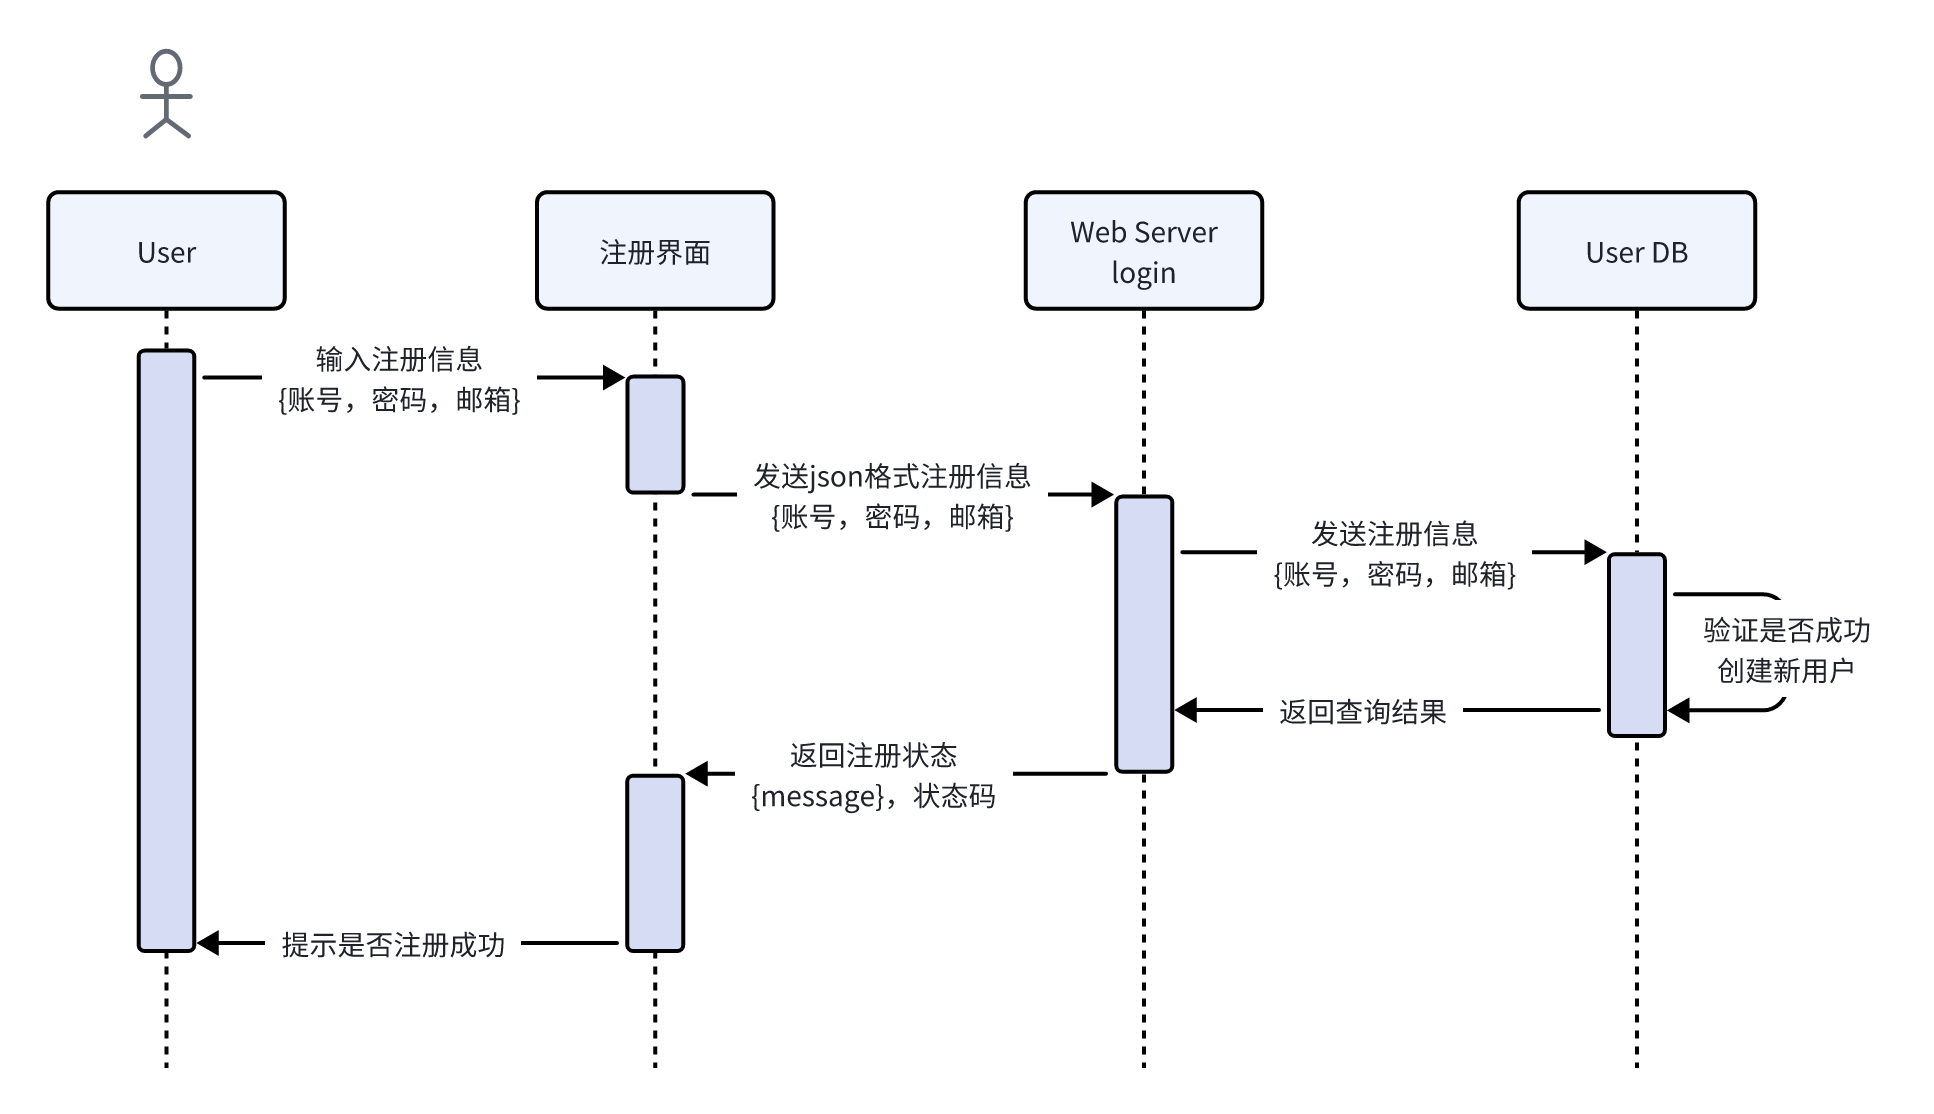 User
注册界面
Web Server
login
User DB
输入注册信息
{账号，密码，邮箱}
发送json格式注册信息
{账号，密码，邮箱}
发送注册信息
{账号，密码，邮箱}
验证是否成功
创建新用户
返回查询结果
返回注册状态
{message}，状态码
提示是否注册成功